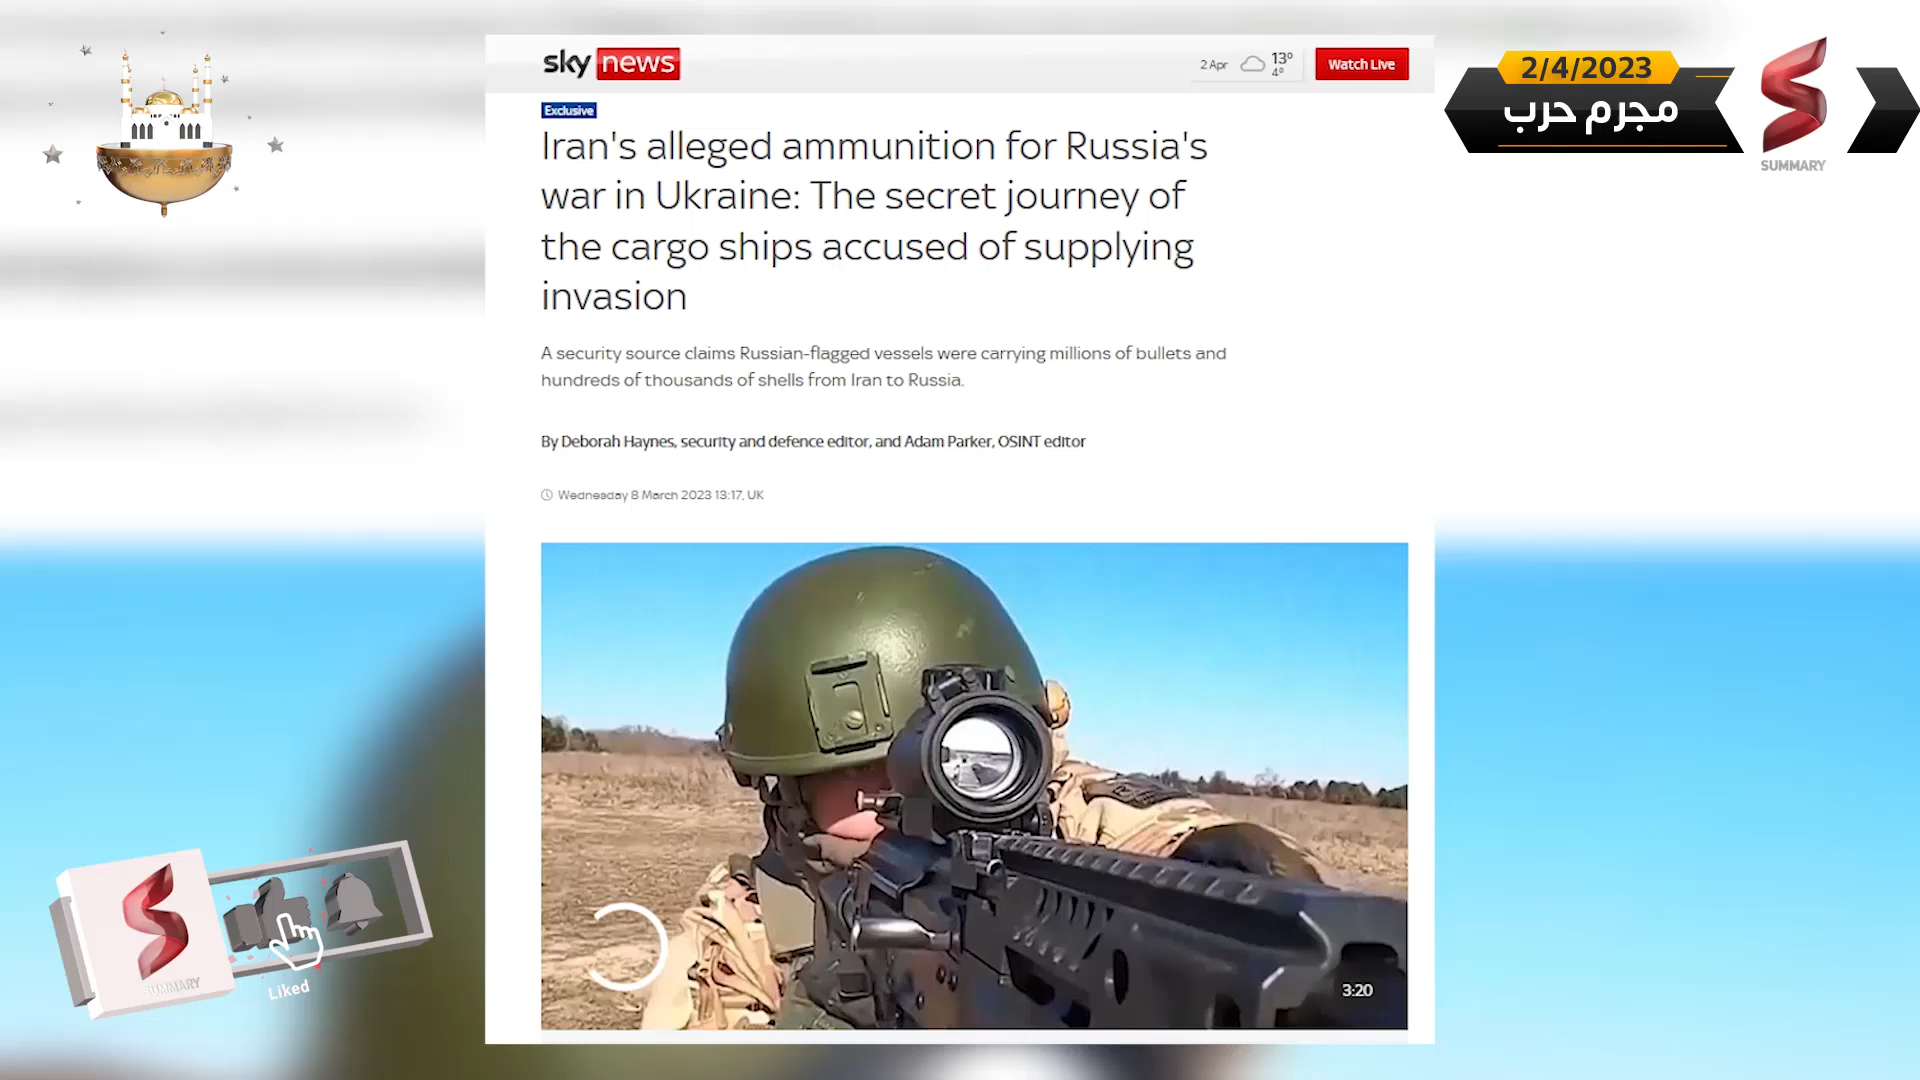 sky news
2 Apr
13°
4°
Watch Live
2/4/2023
مجرم حرب
SUMMARY
Exclusive
Iran's alleged ammunition for Russia's
war in Ukraine: The secret journey of
the cargo ships accused of supplying
invasion
A security source claims Russian-flagged vessels were carrying millions of bullets and
hundreds of thousands of shells from Iran to Russia.
By Deborah Haynes, security and defence editor, and Adam Parker, OSINT editor
Wednesday 8 March 2023 13:17, UK
SUMMARY
Liked
3:20